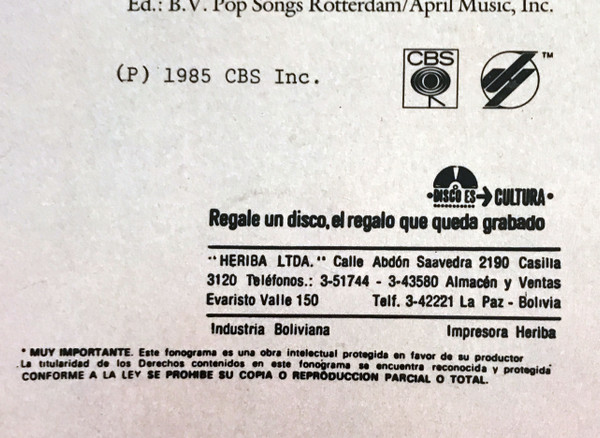 Ed.: B.V. Pop Songs Rotterdam/April Music, Inc.
(P) 1985 CBS Inc.
CBS
TM
•DISCO ES→CULTURA•
Regale un disco, el regalo que queda grabado
"HERIBA LTDA." Calle Abdón Saavedra 2190 Casilla
3120 Teléfonos.: 3-51744 - 3-43580 Almacén y Ventas
Evaristo Valle 150 Telf. 3-42221 La Paz - Bolivia
Industria Boliviana Impresora Heriba
* MUY IMPORTANTE. Este fonograma es una obra intelectual protegida en favor de su productor
.La titularidad de los Derechos contenidos en este fonograma se encuentra reconocida y protegida
CONFORME A LA LEY SE PROHIBE SU COPIA O REPRODUCCION PARCIAL O TOTAL.